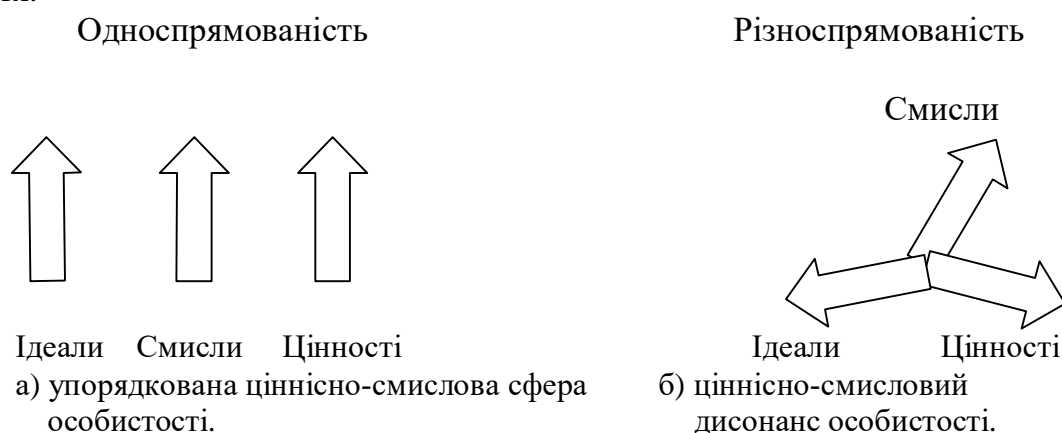 Односпрямованість Різноспрямованість
Смисли
Ідеали Смисли Цінності Ідеали Цінності
а) упорядкована ціннісно-смислова сфера б) ціннісно-смисловий
особистості. дисонанс особистості.